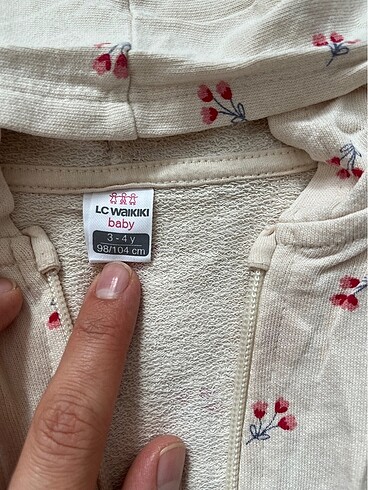 LC WAIKIKI
baby
3 - 4 y
98/104 cm